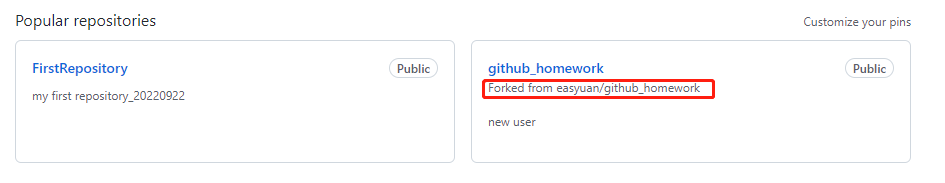 Popular repositories
Customize your pins
FirstRepository
Public
my first repository_20220922
github_homework
Public
Forked from easyuan/github_homework
new user